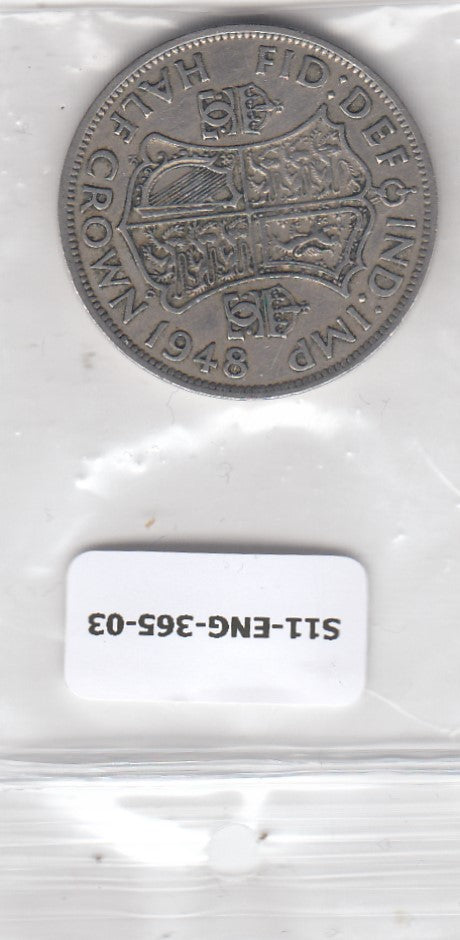 FID:DEF IND:IMP
HALF CROWN 1948
S11-ENG-365-03